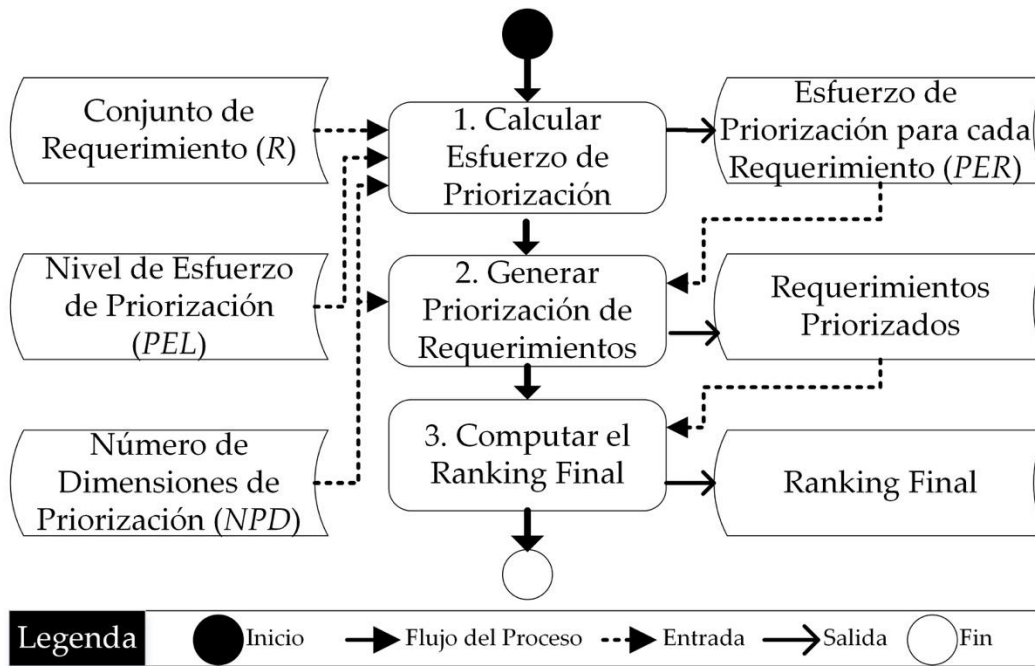 Conjunto de
Requerimiento (R)
1. Calcular
Esfuerzo de
Priorización
Esfuerzo de
Priorización para cada
Requerimiento (PER)
Nivel de Esfuerzo
de Priorización
(PEL)
2. Generar
Priorización de
Requerimientos
Requerimientos
Priorizados
Número de
Dimensiones de
Priorización (NPD)
3. Computar el
Ranking Final
Ranking Final
Legenda
Inicio
Flujo del Proceso
Entrada
Salida
Fin